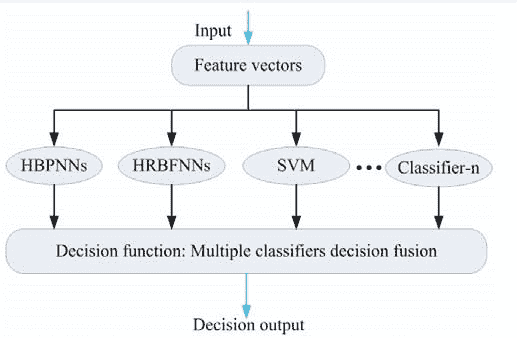 Input
Feature vectors
HBPNNs HRBFNNs SVM ••• Classifier-n
Decision function: Multiple classifiers decision fusion
Decision output